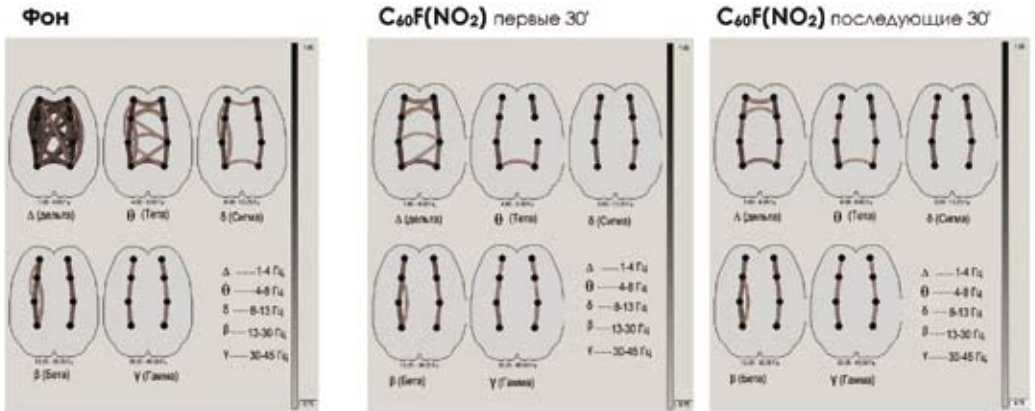 Фон
Δ (дельта)
Θ (Тета)
δ (Сигма)
β (Бета)
γ (Гамма)
Δ ----- 1-4 Гц
Θ -----4-8 Гц
δ -----8-13 Гц
β -----13-30 Гц
γ -----30-45 Гц
C₆₀F(NO₂) первые 30'
Δ (дельта)
Θ (Тета)
δ (Сигма)
β (Бета)
γ (Гамма)
Δ ----- 1-4 Гц
Θ -----4-8 Гц
δ -----8-13 Гц
β -----13-30 Гц
γ -----30-45 Гц
C₆₀F(NO₂) последующие 30'
Δ (дельта)
Θ (Тета)
δ (Сигма)
β (Бета)
γ (Гамма)
Δ ----- 1-4 Гц
Θ -----4-8 Гц
δ -----8-13 Гц
β -----13-30 Гц
γ -----30-45 Гц